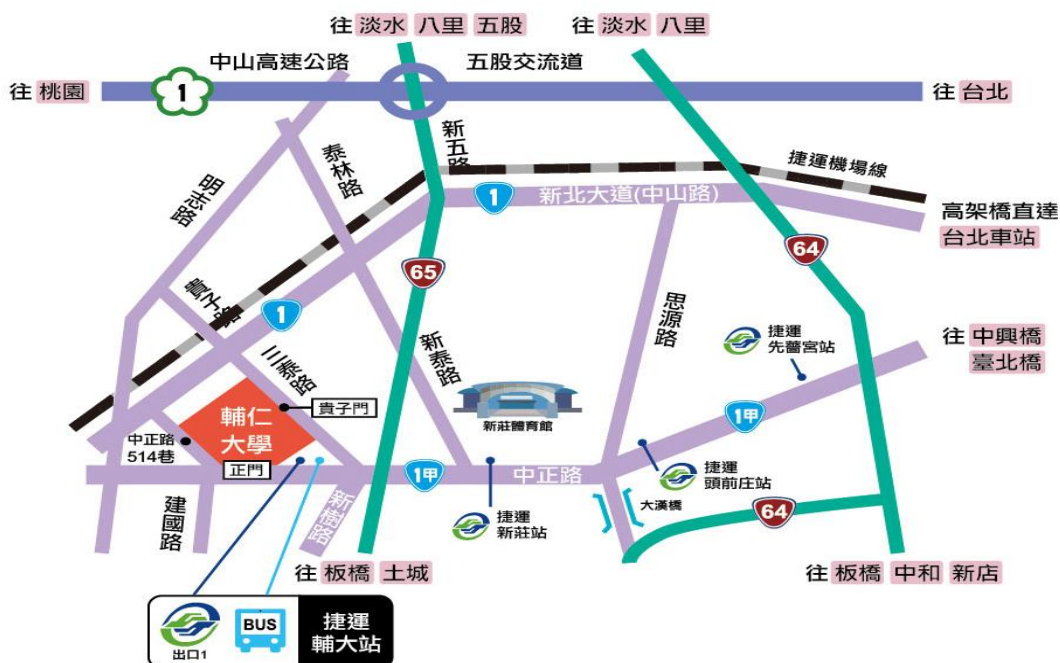 往 淡水 八里 五股
往 淡水 八里
中山高速公路
五股交流道
往 桃園
1
往 台北
新五路
泰林路
捷運機場線
明志路
1
新北大道(中山路)
高架橋直達
台北車站
65
64
貴子路
1
思源路
新泰路
三泰路
捷運
先嗇宮站
往 中興橋
臺北橋
輔仁
大學
貴子門
新莊體育館
1甲
中正路
514巷
正門
1甲
中正路
捷運
頭前庄站
建國路
新樹路
捷運
新莊站
大漢橋
64
往 板橋 土城
往 板橋 中和 新店
出口1
BUS
捷運
輔大站